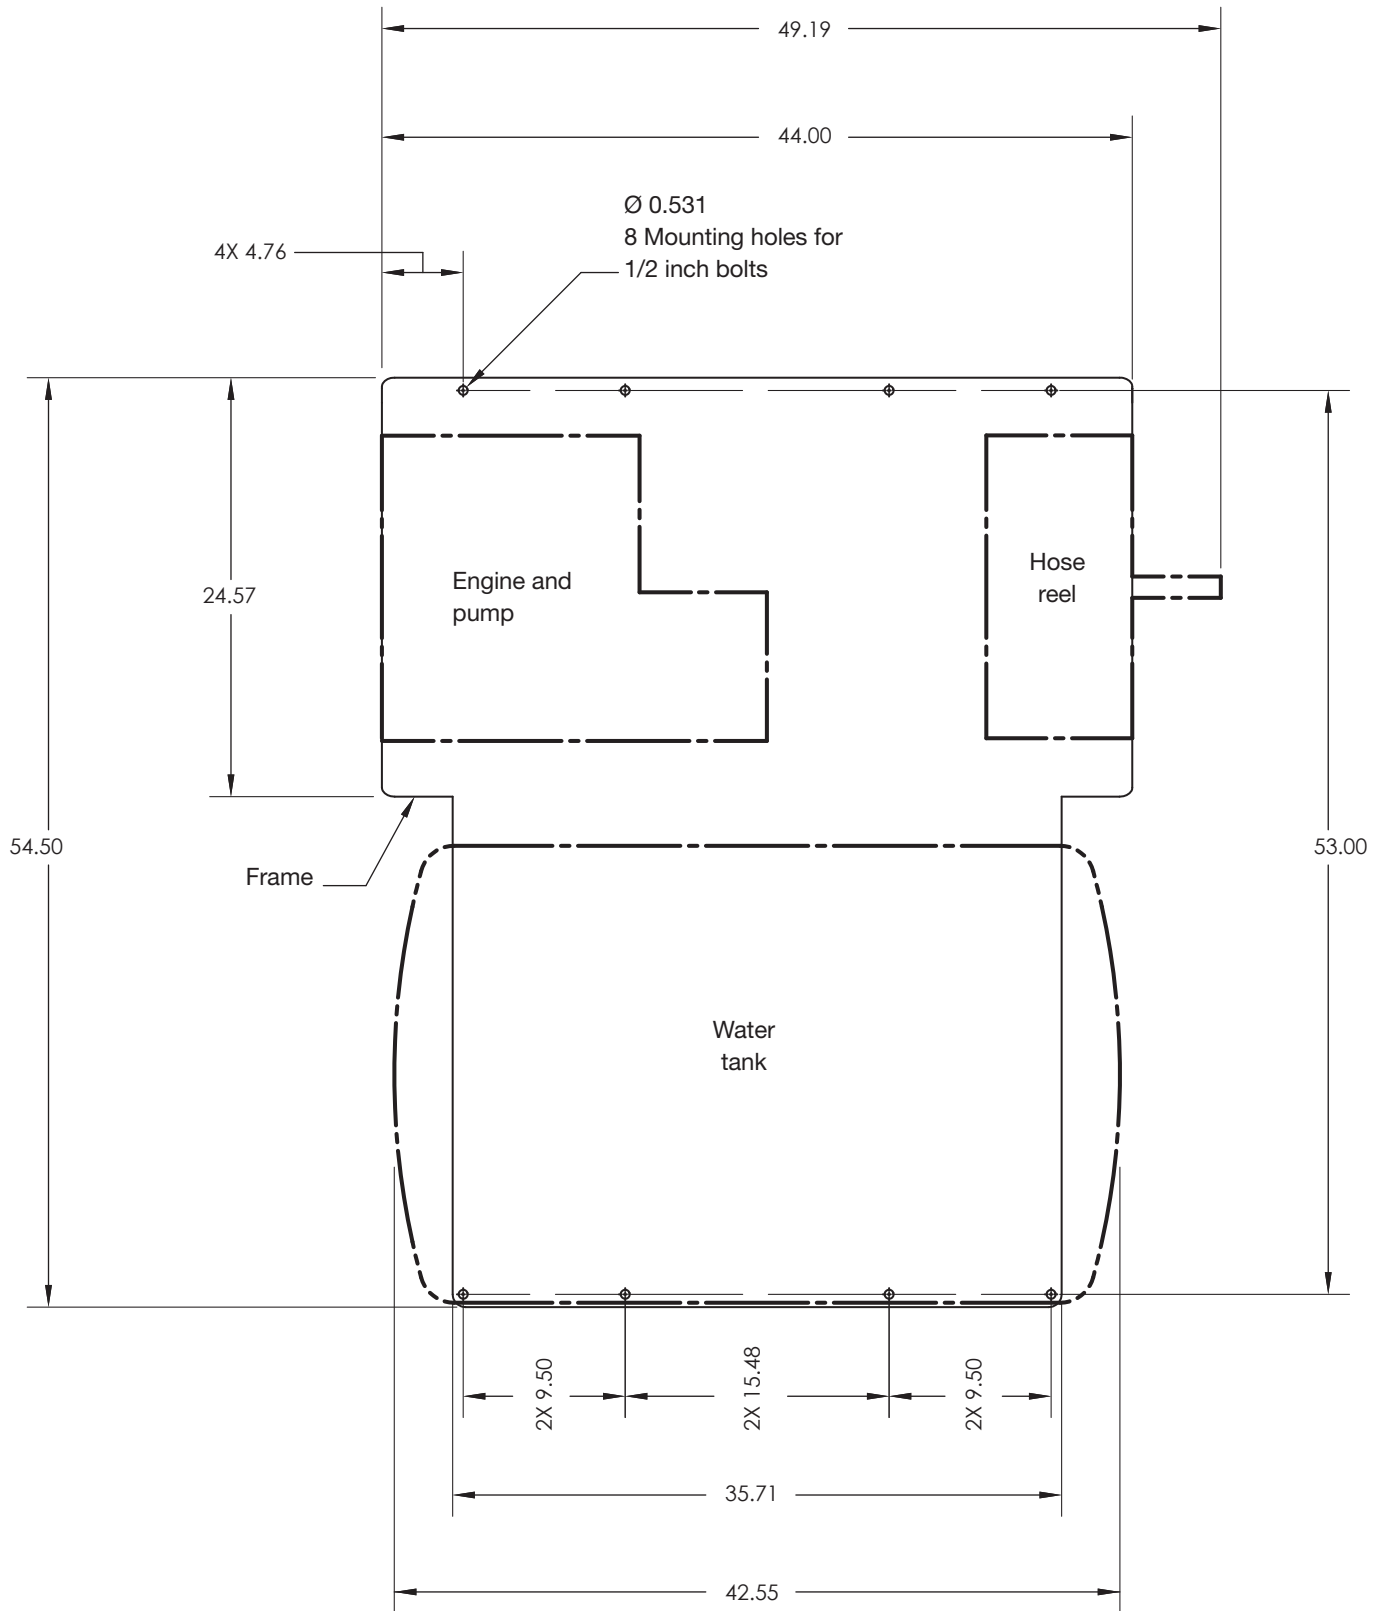 49.19
44.00
Ø 0.531
8 Mounting holes for
1/2 inch bolts
4X 4.76
Engine and
pump
Hose
reel
24.57
54.50
53.00
Frame
Water
tank
2X 9.50
2X 15.48
2X 9.50
35.71
42.55